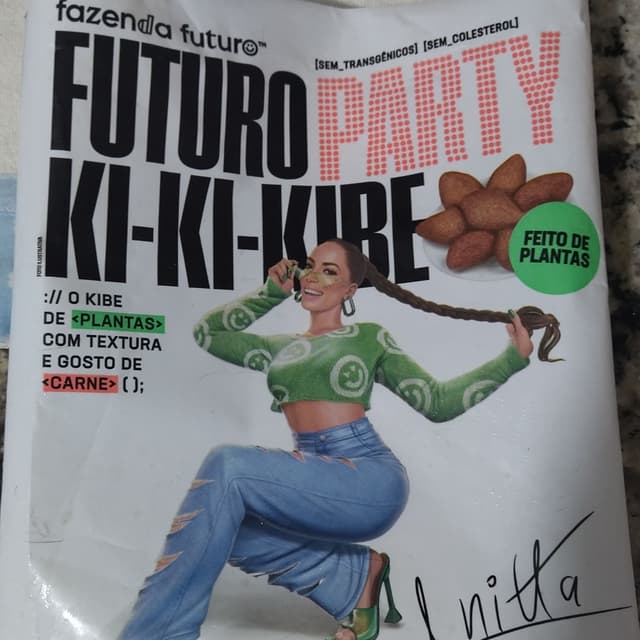 fazenda futuro™
[SEM_TRANSGÊNICOS] [SEM_COLESTEROL]
FUTURO PARTY
KI-KI-KIBE
FEITO DE
PLANTAS
:// O KIBE
DE <PLANTAS>
COM TEXTURA
E GOSTO DE
<CARNE> ( );
Anitta